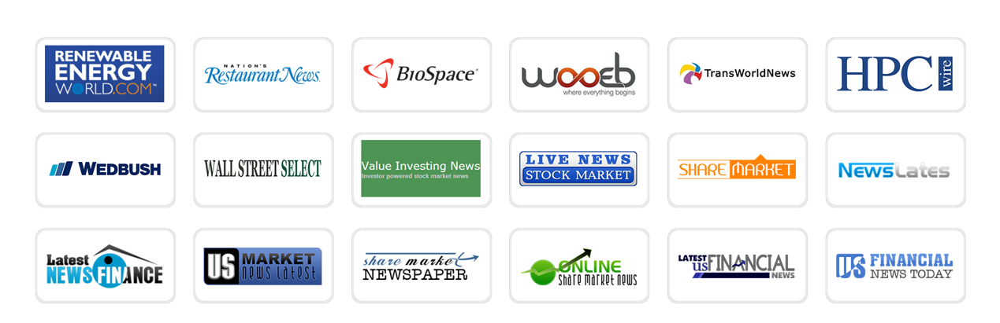 RENEWABLE
ENERGY
WORLD.COM™
NATION'S
Restaurant News®
BIOSPACE®
wooeb
where everything begins
TransWorldNews
HPC wire
WEDBUSH
WALL STREET SELECT
Value Investing News
Investor powered stock market news
LIVE NEWS
STOCK MARKET
SHARE MARKET
NEWSLATES
Latest
NEWS FINANCE
US MARKET
news latest
share market
NEWSPAPER
ONLINE
share market news
LATEST
us FINANCIAL
NEWS
US FINANCIAL
NEWS TODAY